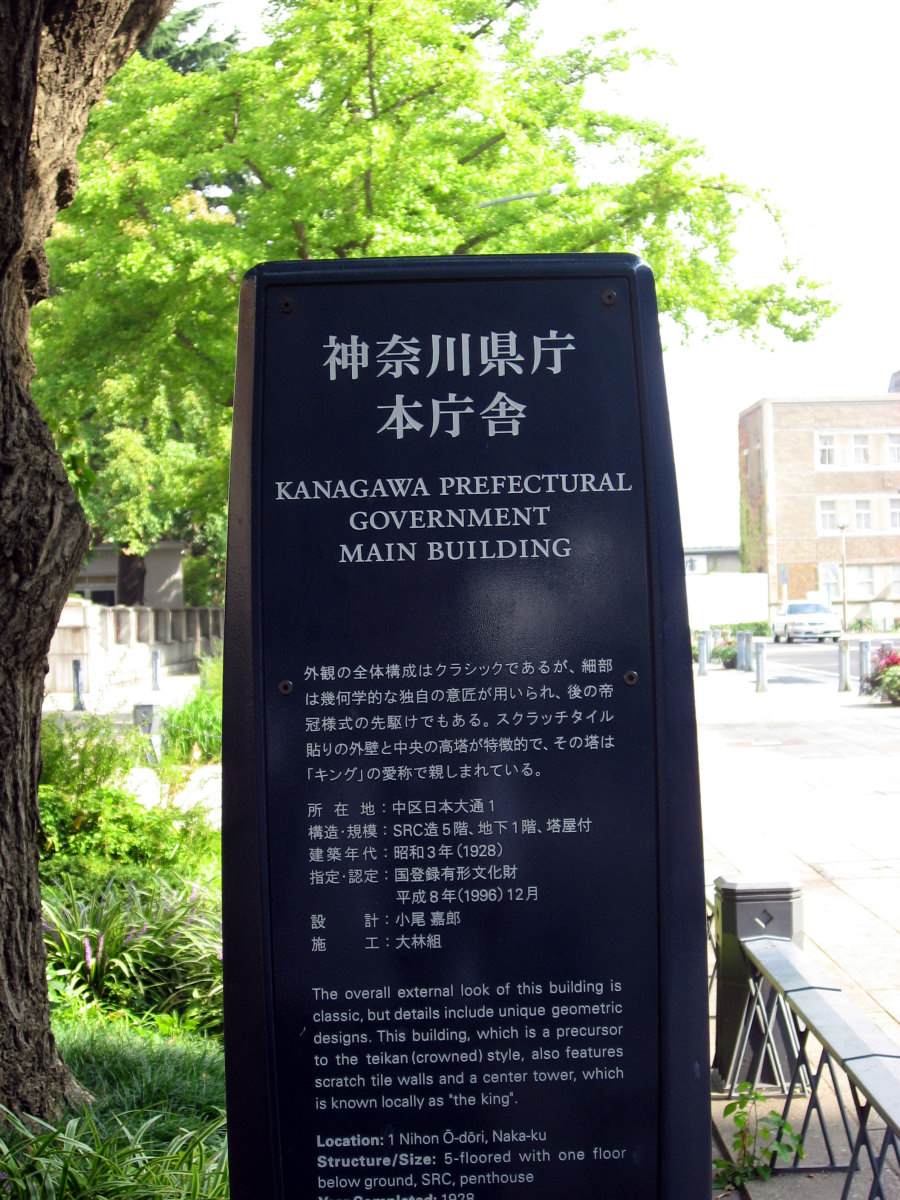 神奈川県庁
本庁舎
KANAGAWA PREFECTURAL
GOVERNMENT
MAIN BUILDING
外観の全体構成はクラシックであるが、細部
は幾何学的な独自の意匠が用いられ、後の帝
冠様式の先駆けでもある。スクラッチタイル
貼りの外壁と中央の高塔が特徴的で、その塔は
「キング」の愛称で親しまれている。
所在地：中区日本大通1
構造・規模：SRC造5階、地下1階、塔屋付
建築年代：昭和3年(1928)
指定・認定：国登録有形文化財
平成8年(1996)12月
設計：小尾 嘉郎
施工：大林組
The overall external look of this building is
classic, but details include unique geometric
designs. This building, which is a precursor
to the teikan (crowned) style, also features
scratch tile walls and a center tower, which
is known locally as "the king".
Location: 1 Nihon Ō-dōri, Naka-ku
Structure/Size: 5-floored with one floor
below ground, SRC, penthouse
Year Completed: 1928